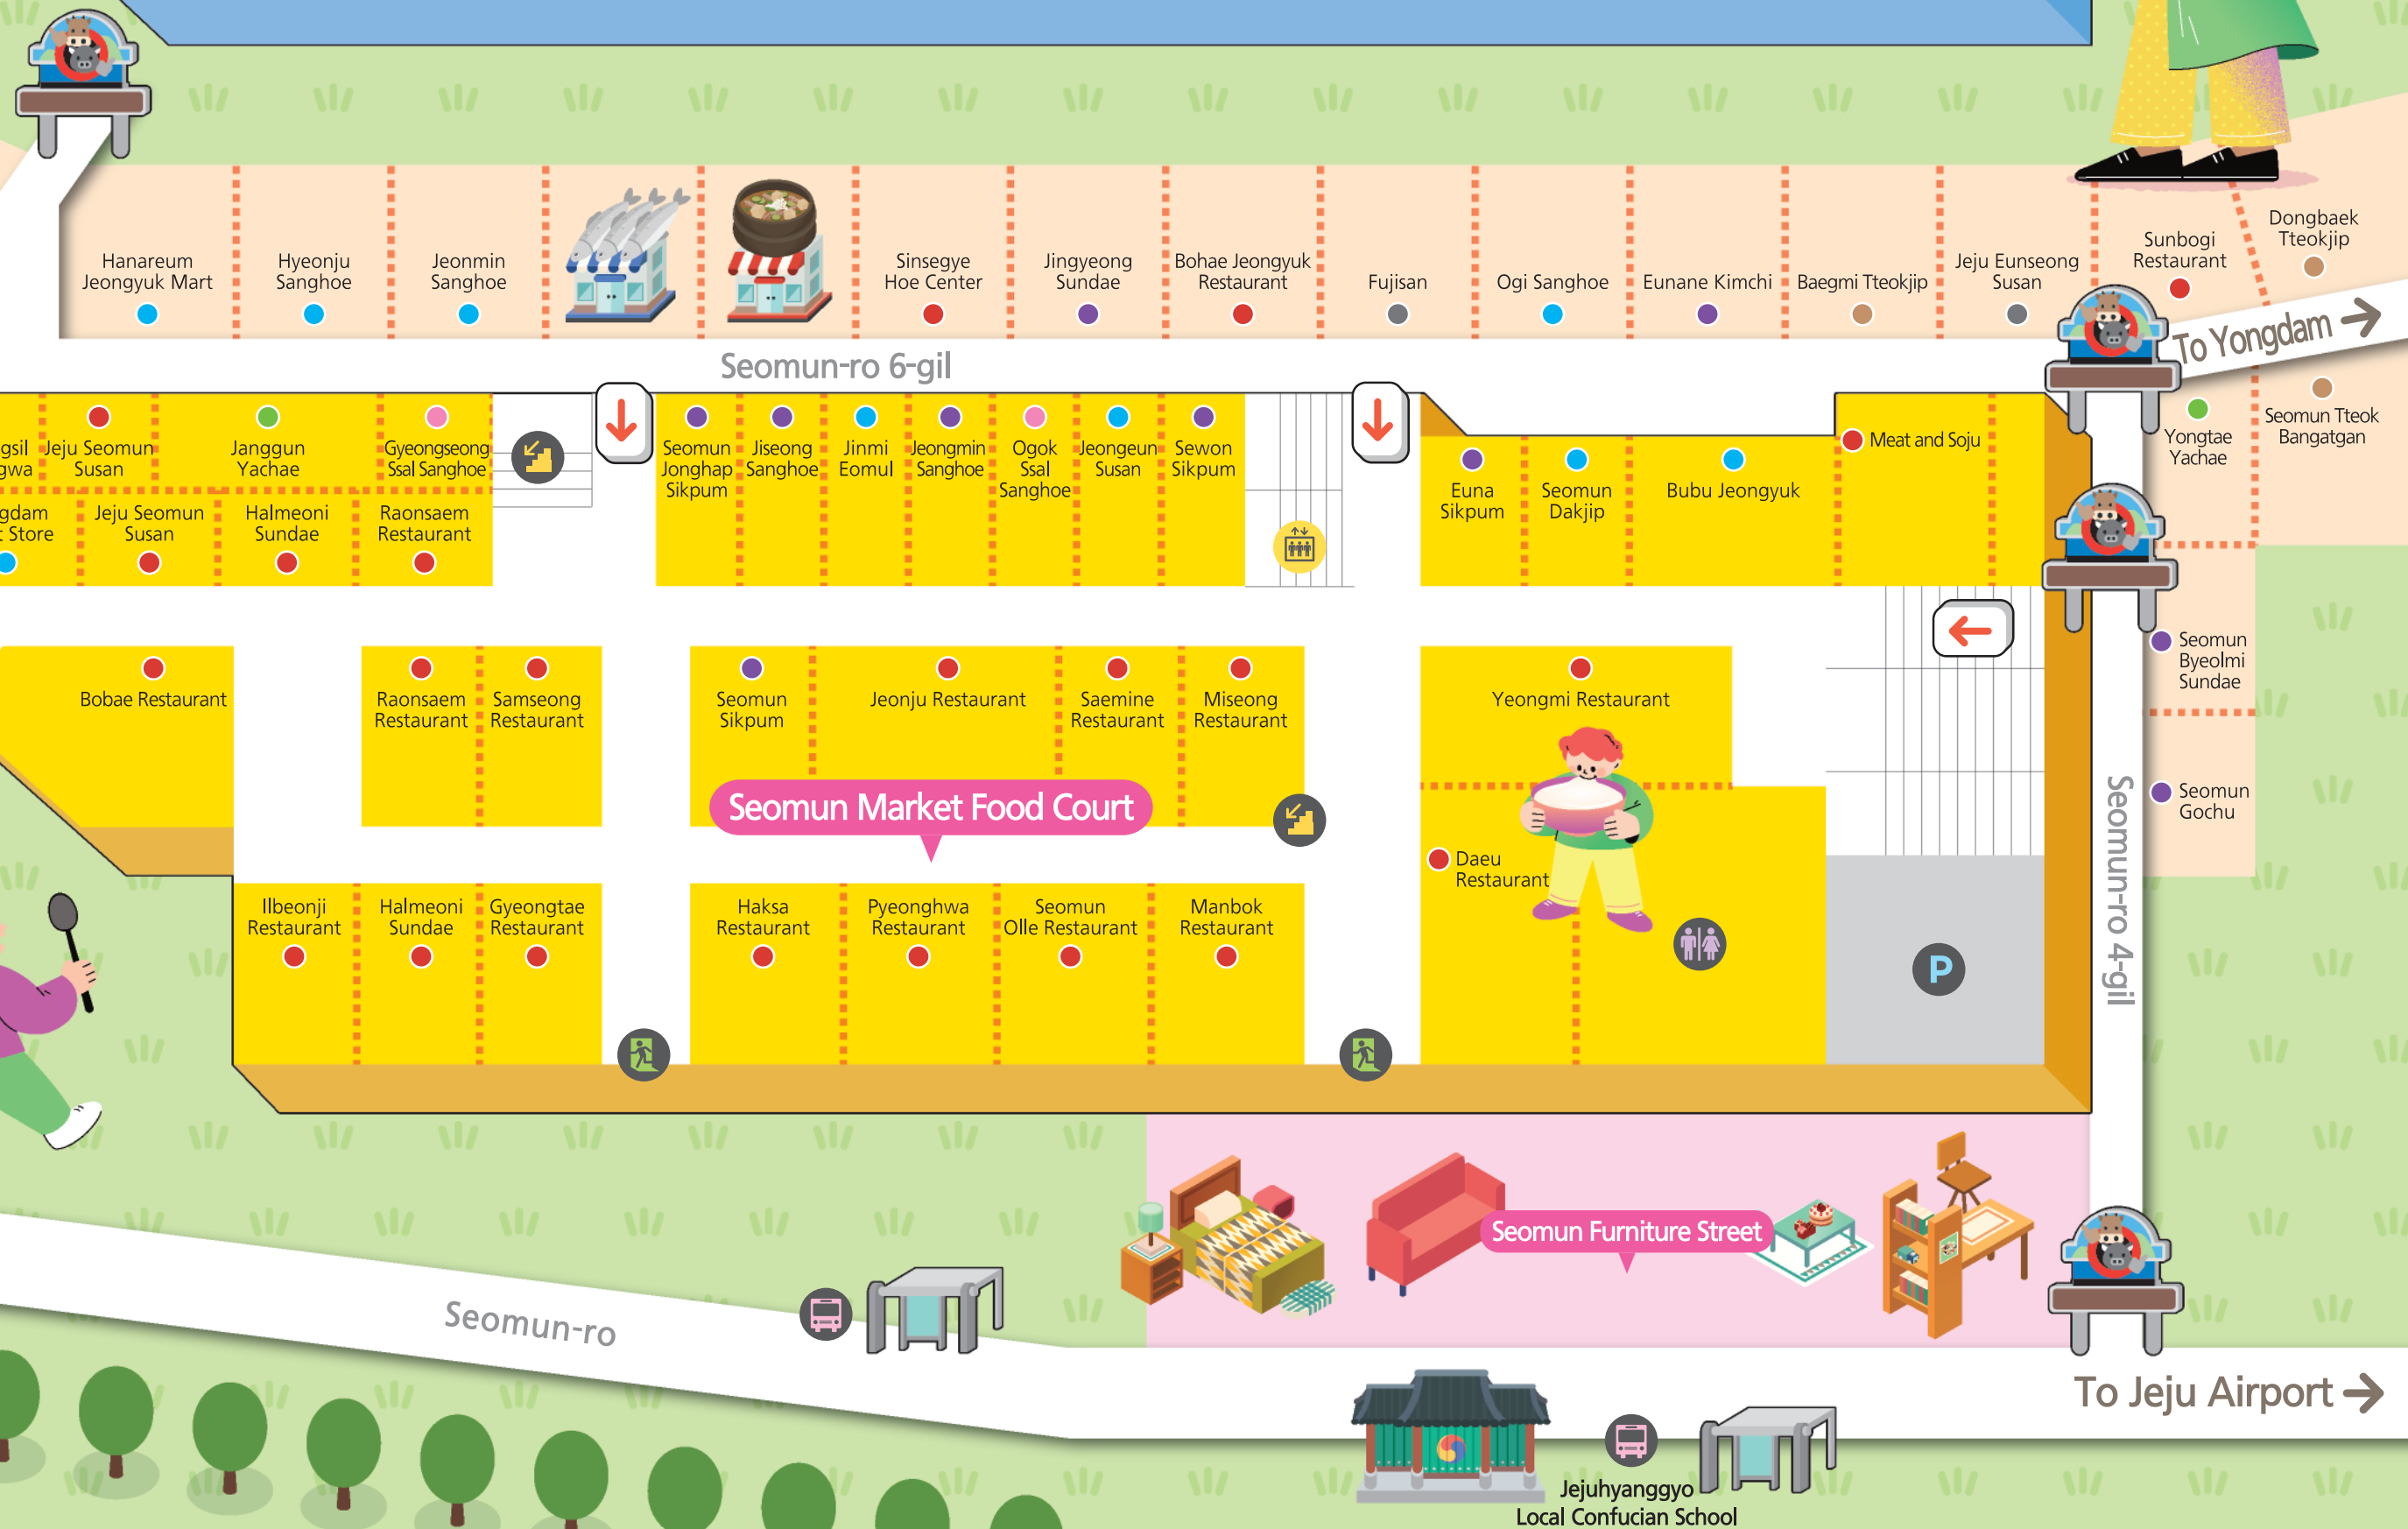 Hanareum
Jeongyuk Mart
Hyeonju
Sanghoe
Jeonmin
Sanghoe
Sinsegye
Hoe Center
Jingyeong
Sundae
Bohae Jeongyuk
Restaurant
Fujisan
Ogi Sanghoe
Eunane Kimchi
Baegmi Tteokjip
Jeju Eunseong
Susan
Sunbogi
Restaurant
Dongbaek
Tteokjip
To Yongdam
Seomun-ro 6-gil
gsil
gwa
Jeju Seomun
Susan
Janggun
Yachae
Gyeongseong
Ssal Sanghoe
Seomun
Jonghap
Sikpum
Jiseong
Sanghoe
Jinmi
Eomul
Jeongmin
Sanghoe
Ogok
Ssal
Sanghoe
Jeongeun
Susan
Sewon
Sikpum
Euna
Sikpum
Seomun
Dakjip
Bubu Jeongyuk
Meat and Soju
Yongtae
Yachae
Seomun Tteok
Bangatgan
gdam
t Store
Jeju Seomun
Susan
Halmeoni
Sundae
Raonsaem
Restaurant
Bobae Restaurant
Raonsaem
Restaurant
Samseong
Restaurant
Seomun
Sikpum
Jeonju Restaurant
Saemine
Restaurant
Miseong
Restaurant
Yeongmi Restaurant
Seomun
Byeolmi
Sundae
Seomun
Gochu
Seomun Market Food Court
Daeu
Restaurant
Ilbeonji
Restaurant
Halmeoni
Sundae
Gyeongtae
Restaurant
Haksa
Restaurant
Pyeonghwa
Restaurant
Seomun
Olle Restaurant
Manbok
Restaurant
P
Seomun-ro 4-gil
Seomun Furniture Street
Seomun-ro
To Jeju Airport
Jejuhyanggyo
Local Confucian School